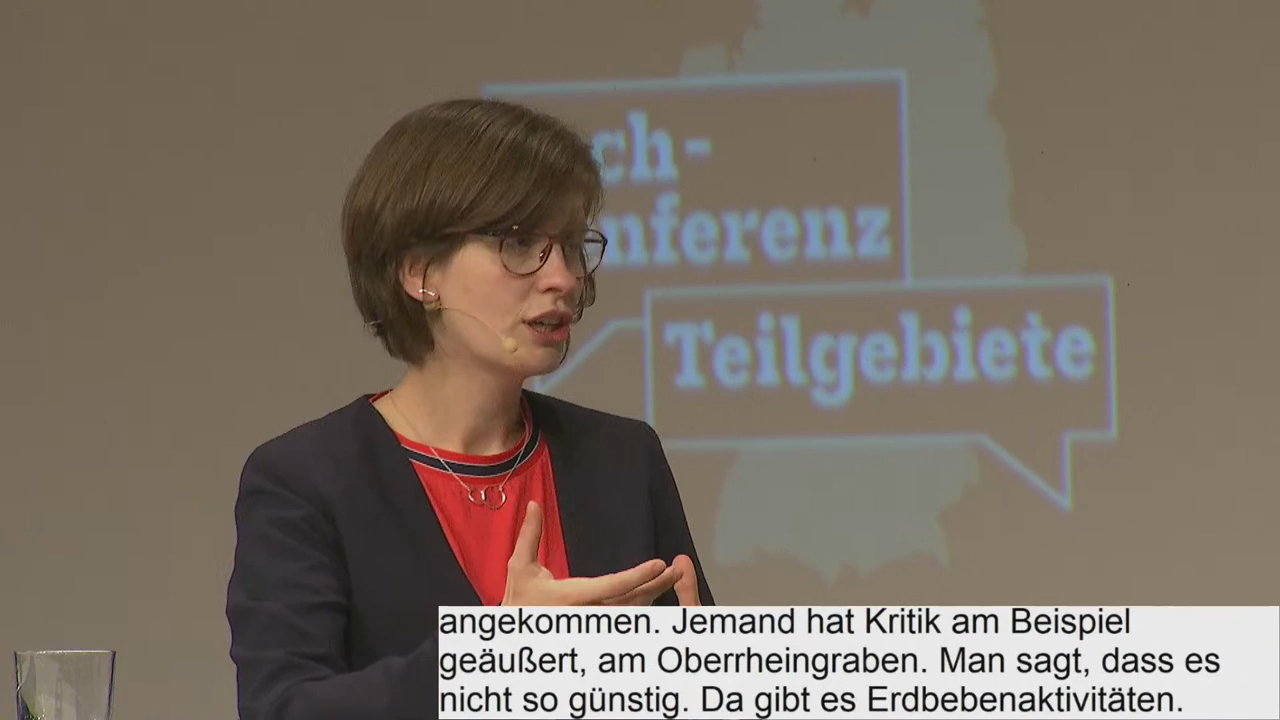 ch-
nferenz
Teilgebiete
angekommen. Jemand hat Kritik am Beispiel
geäußert, am Oberrheingraben. Man sagt, dass es
nicht so günstig. Da gibt es Erdbebenaktivitäten.